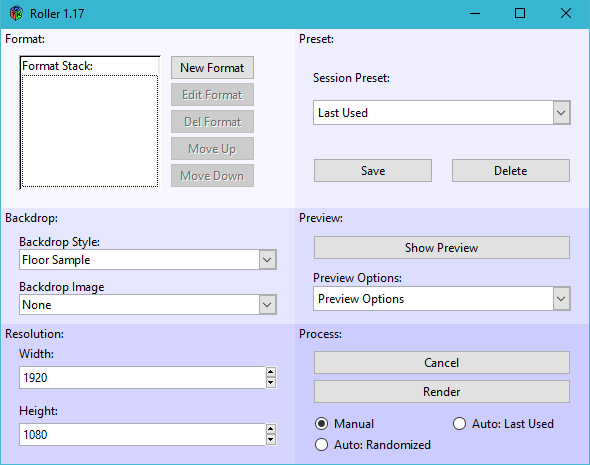 Roller 1.17
Format:
Format Stack:
New Format
Edit Format
Del Format
Move Up
Move Down
Preset:
Session Preset:
Last Used
Save
Delete
Backdrop:
Backdrop Style:
Floor Sample
Backdrop Image
None
Preview:
Show Preview
Preview Options:
Preview Options
Resolution:
Width:
1920
Height:
1080
Process:
Cancel
Render
Manual
Auto: Last Used
Auto: Randomized